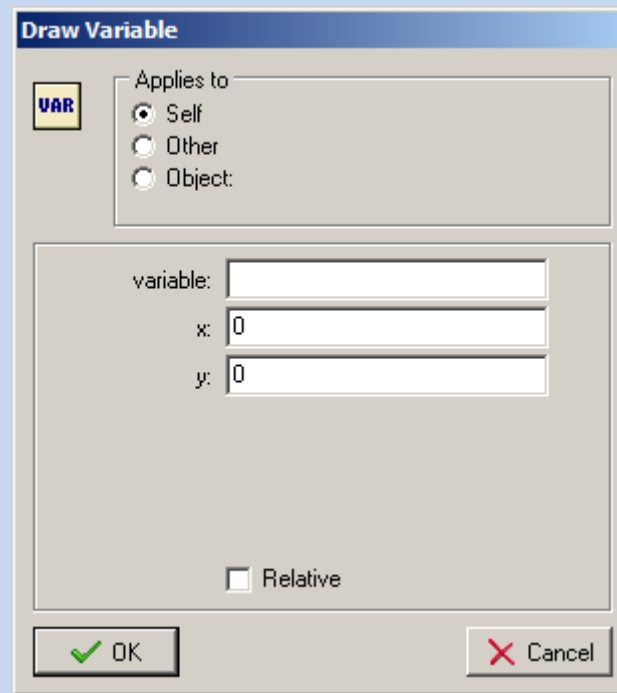 Draw Variable
VAR
Applies to
Self
Other
Object:
variable:
x: 0
y: 0
Relative
OK
Cancel